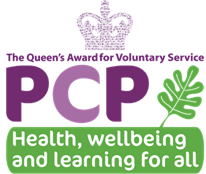 The Queen's Award for Voluntary Service
PCP
Health, wellbeing
and learning for all